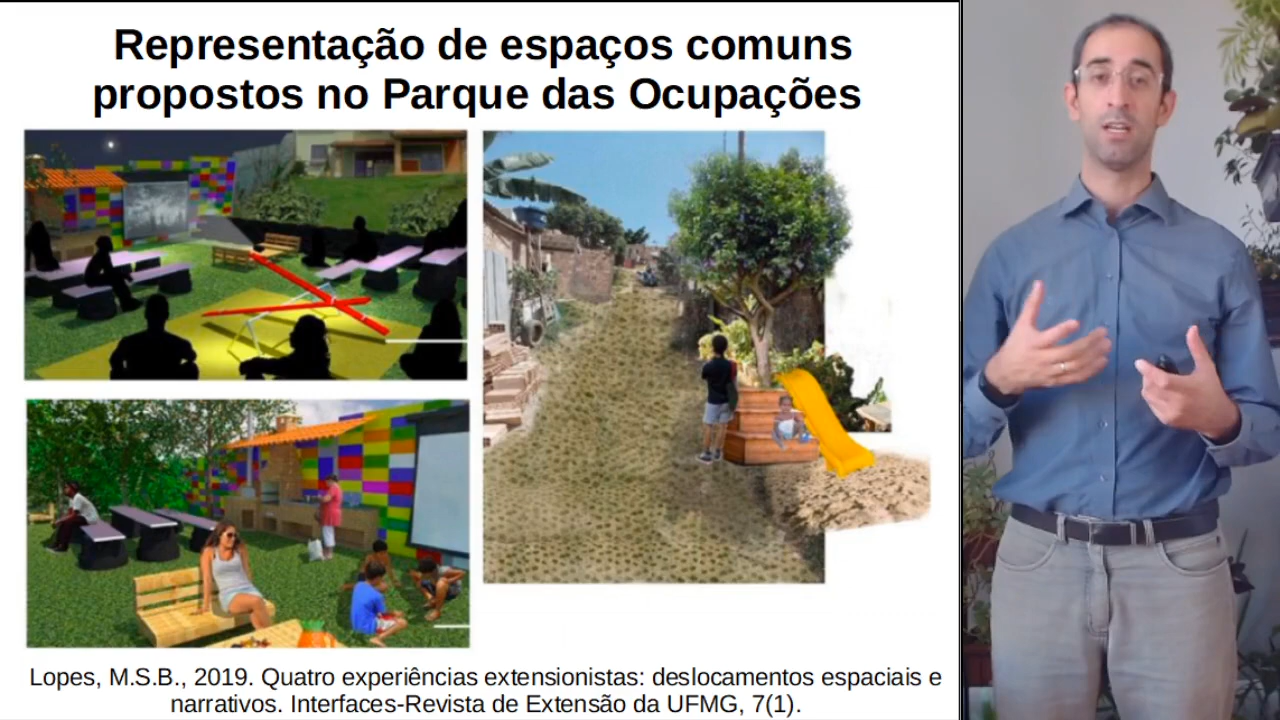 Representação de espaços comuns
propostos no Parque das Ocupações
Lopes, M.S.B., 2019. Quatro experiências extensionistas: deslocamentos espaciais e
narrativos. Interfaces-Revista de Extensão da UFMG, 7(1).